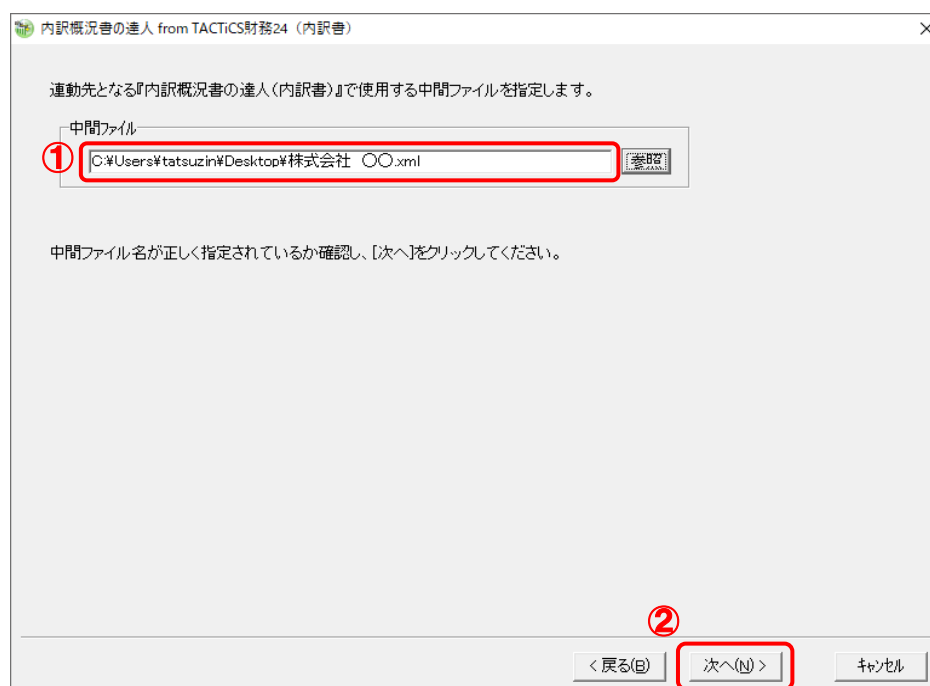 内訳概況書の達人 from TACTiCS財務24（内訳書）
連動先となる『内訳概況書の達人(内訳書)』で使用する中間ファイルを指定します。
中間ファイル
① C:¥Users¥tatsuzin¥Desktop¥株式会社　〇〇.xml 参照
中間ファイル名が正しく指定されているか確認し、[次へ]をクリックしてください。
②
< 戻る(B) 次へ(N) > キャンセル